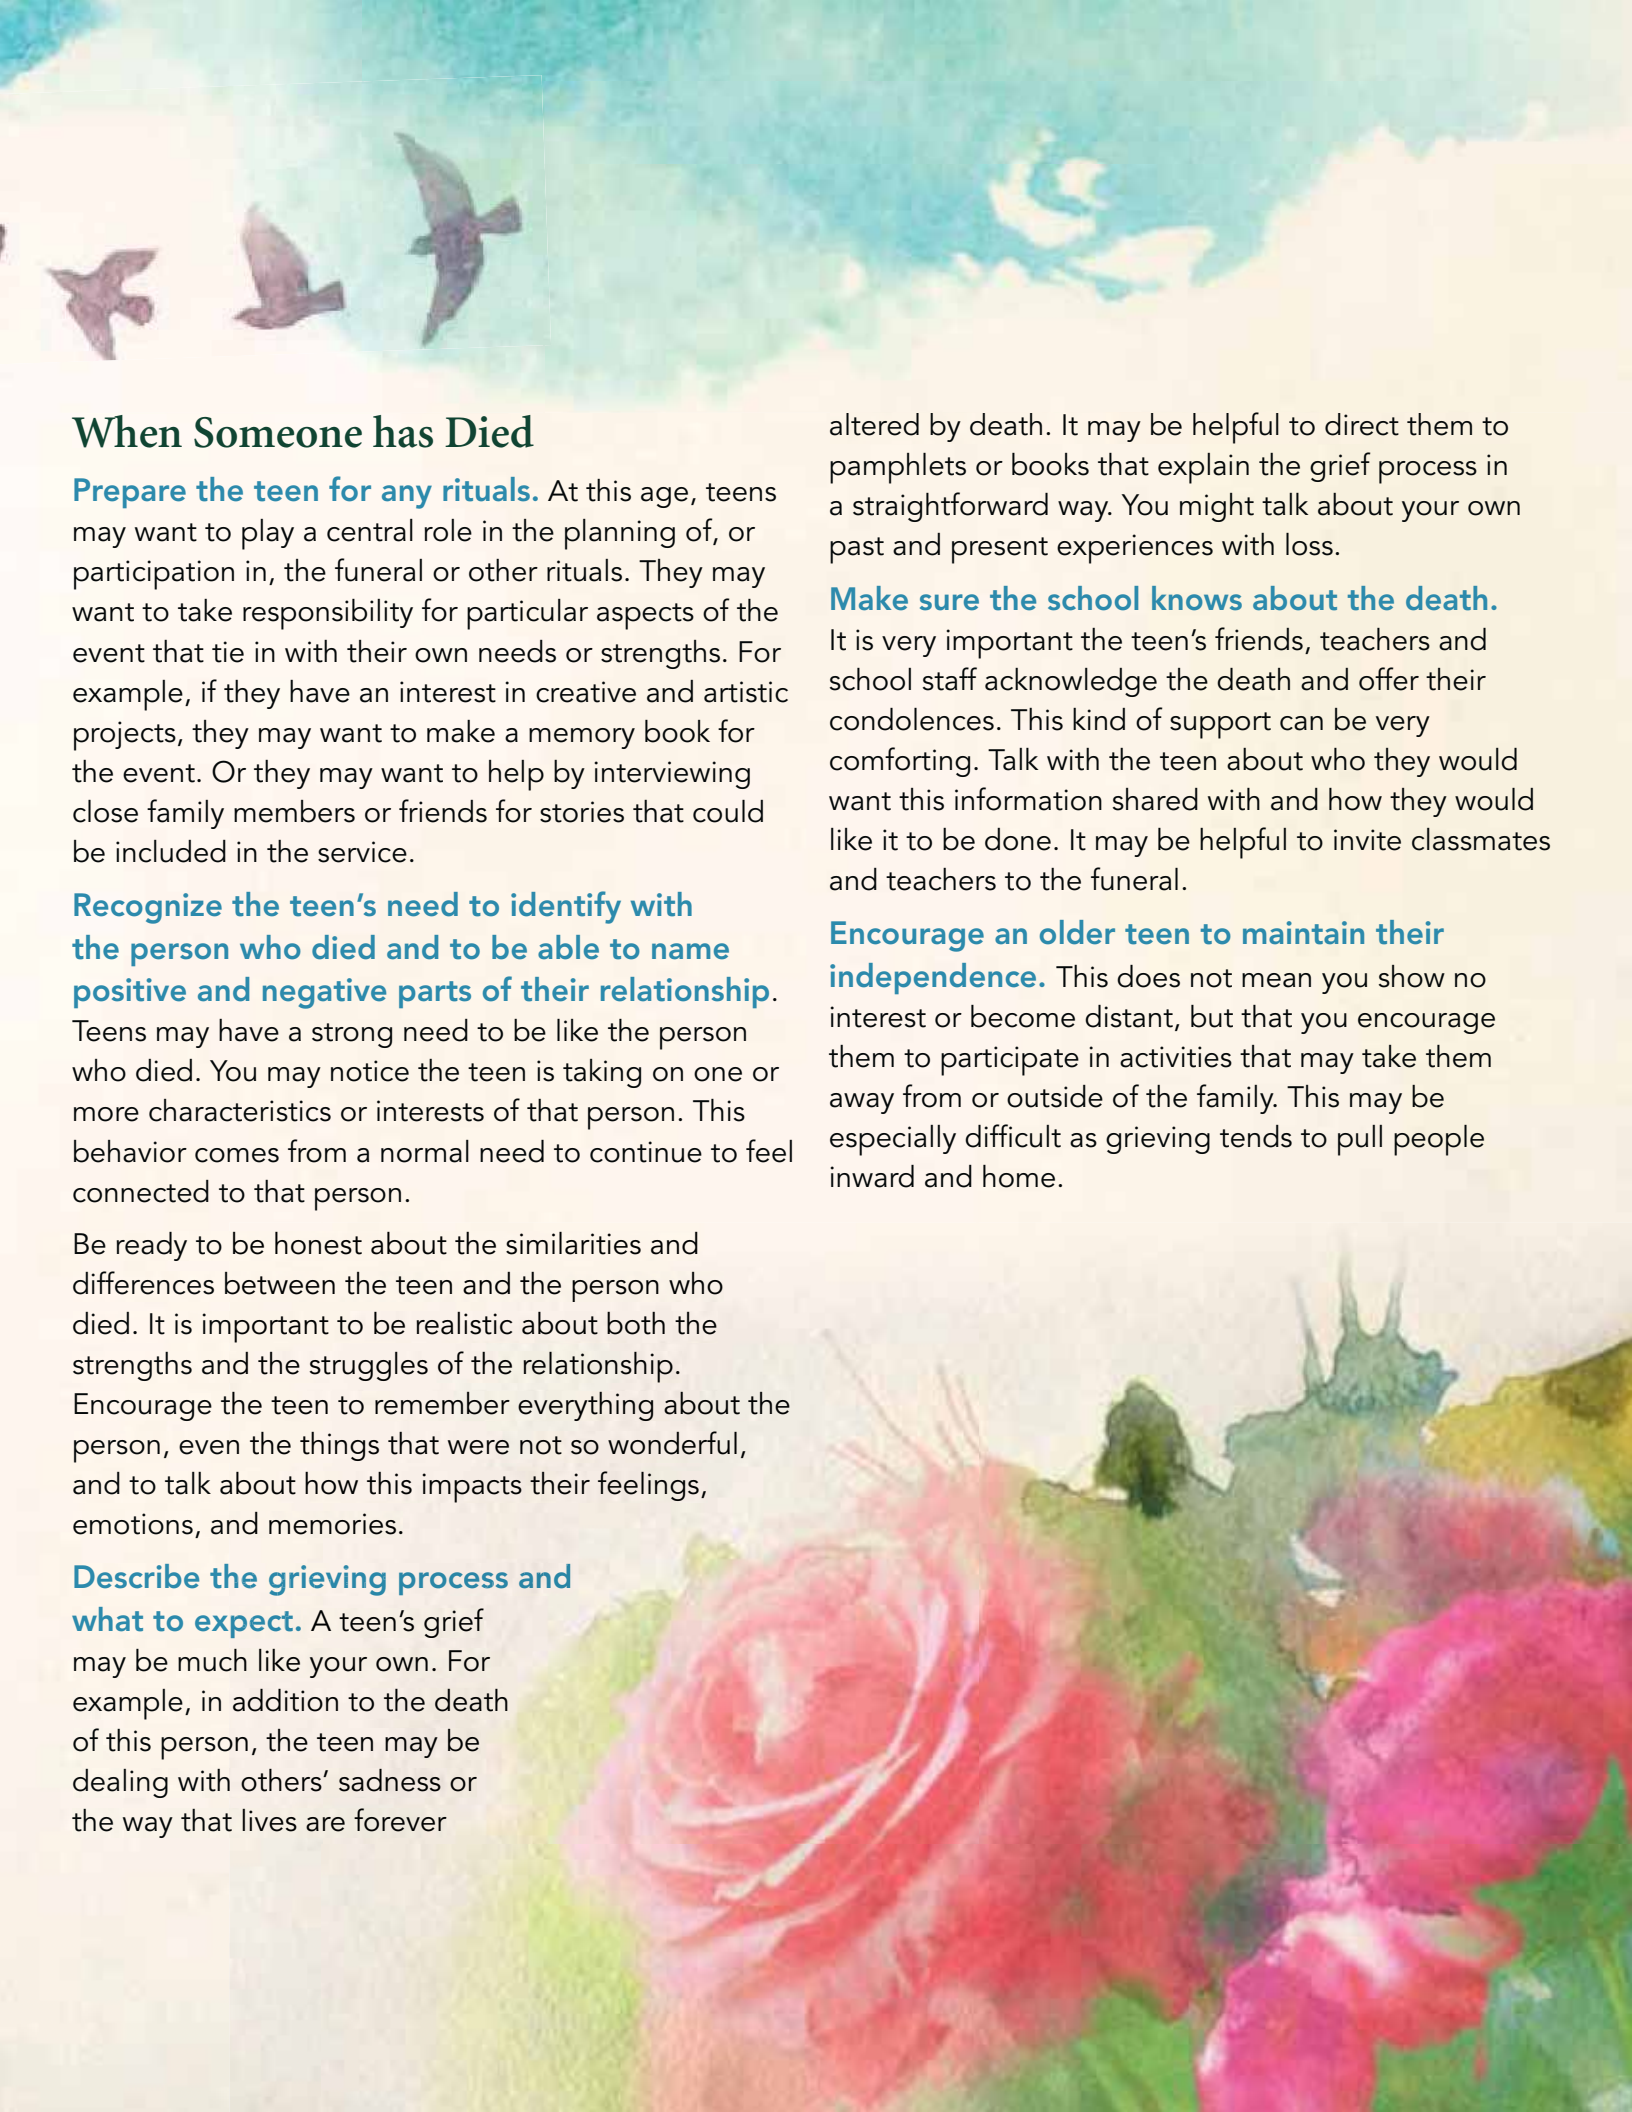 When Someone has Died
Prepare the teen for any rituals. At this age, teens
may want to play a central role in the planning of, or
participation in, the funeral or other rituals. They may
want to take responsibility for particular aspects of the
event that tie in with their own needs or strengths. For
example, if they have an interest in creative and artistic
projects, they may want to make a memory book for
the event. Or they may want to help by interviewing
close family members or friends for stories that could
be included in the service.
Recognize the teen’s need to identify with
the person who died and to be able to name
positive and negative parts of their relationship.
Teens may have a strong need to be like the person
who died. You may notice the teen is taking on one or
more characteristics or interests of that person. This
behavior comes from a normal need to continue to feel
connected to that person.
Be ready to be honest about the similarities and
differences between the teen and the person who
died. It is important to be realistic about both the
strengths and the struggles of the relationship.
Encourage the teen to remember everything about the
person, even the things that were not so wonderful,
and to talk about how this impacts their feelings,
emotions, and memories.
Describe the grieving process and
what to expect. A teen’s grief
may be much like your own. For
example, in addition to the death
of this person, the teen may be
dealing with others’ sadness or
the way that lives are forever
altered by death. It may be helpful to direct them to
pamphlets or books that explain the grief process in
a straightforward way. You might talk about your own
past and present experiences with loss.
Make sure the school knows about the death.
It is very important the teen’s friends, teachers and
school staff acknowledge the death and offer their
condolences. This kind of support can be very
comforting. Talk with the teen about who they would
want this information shared with and how they would
like it to be done. It may be helpful to invite classmates
and teachers to the funeral.
Encourage an older teen to maintain their
independence. This does not mean you show no
interest or become distant, but that you encourage
them to participate in activities that may take them
away from or outside of the family. This may be
especially difficult as grieving tends to pull people
inward and home.